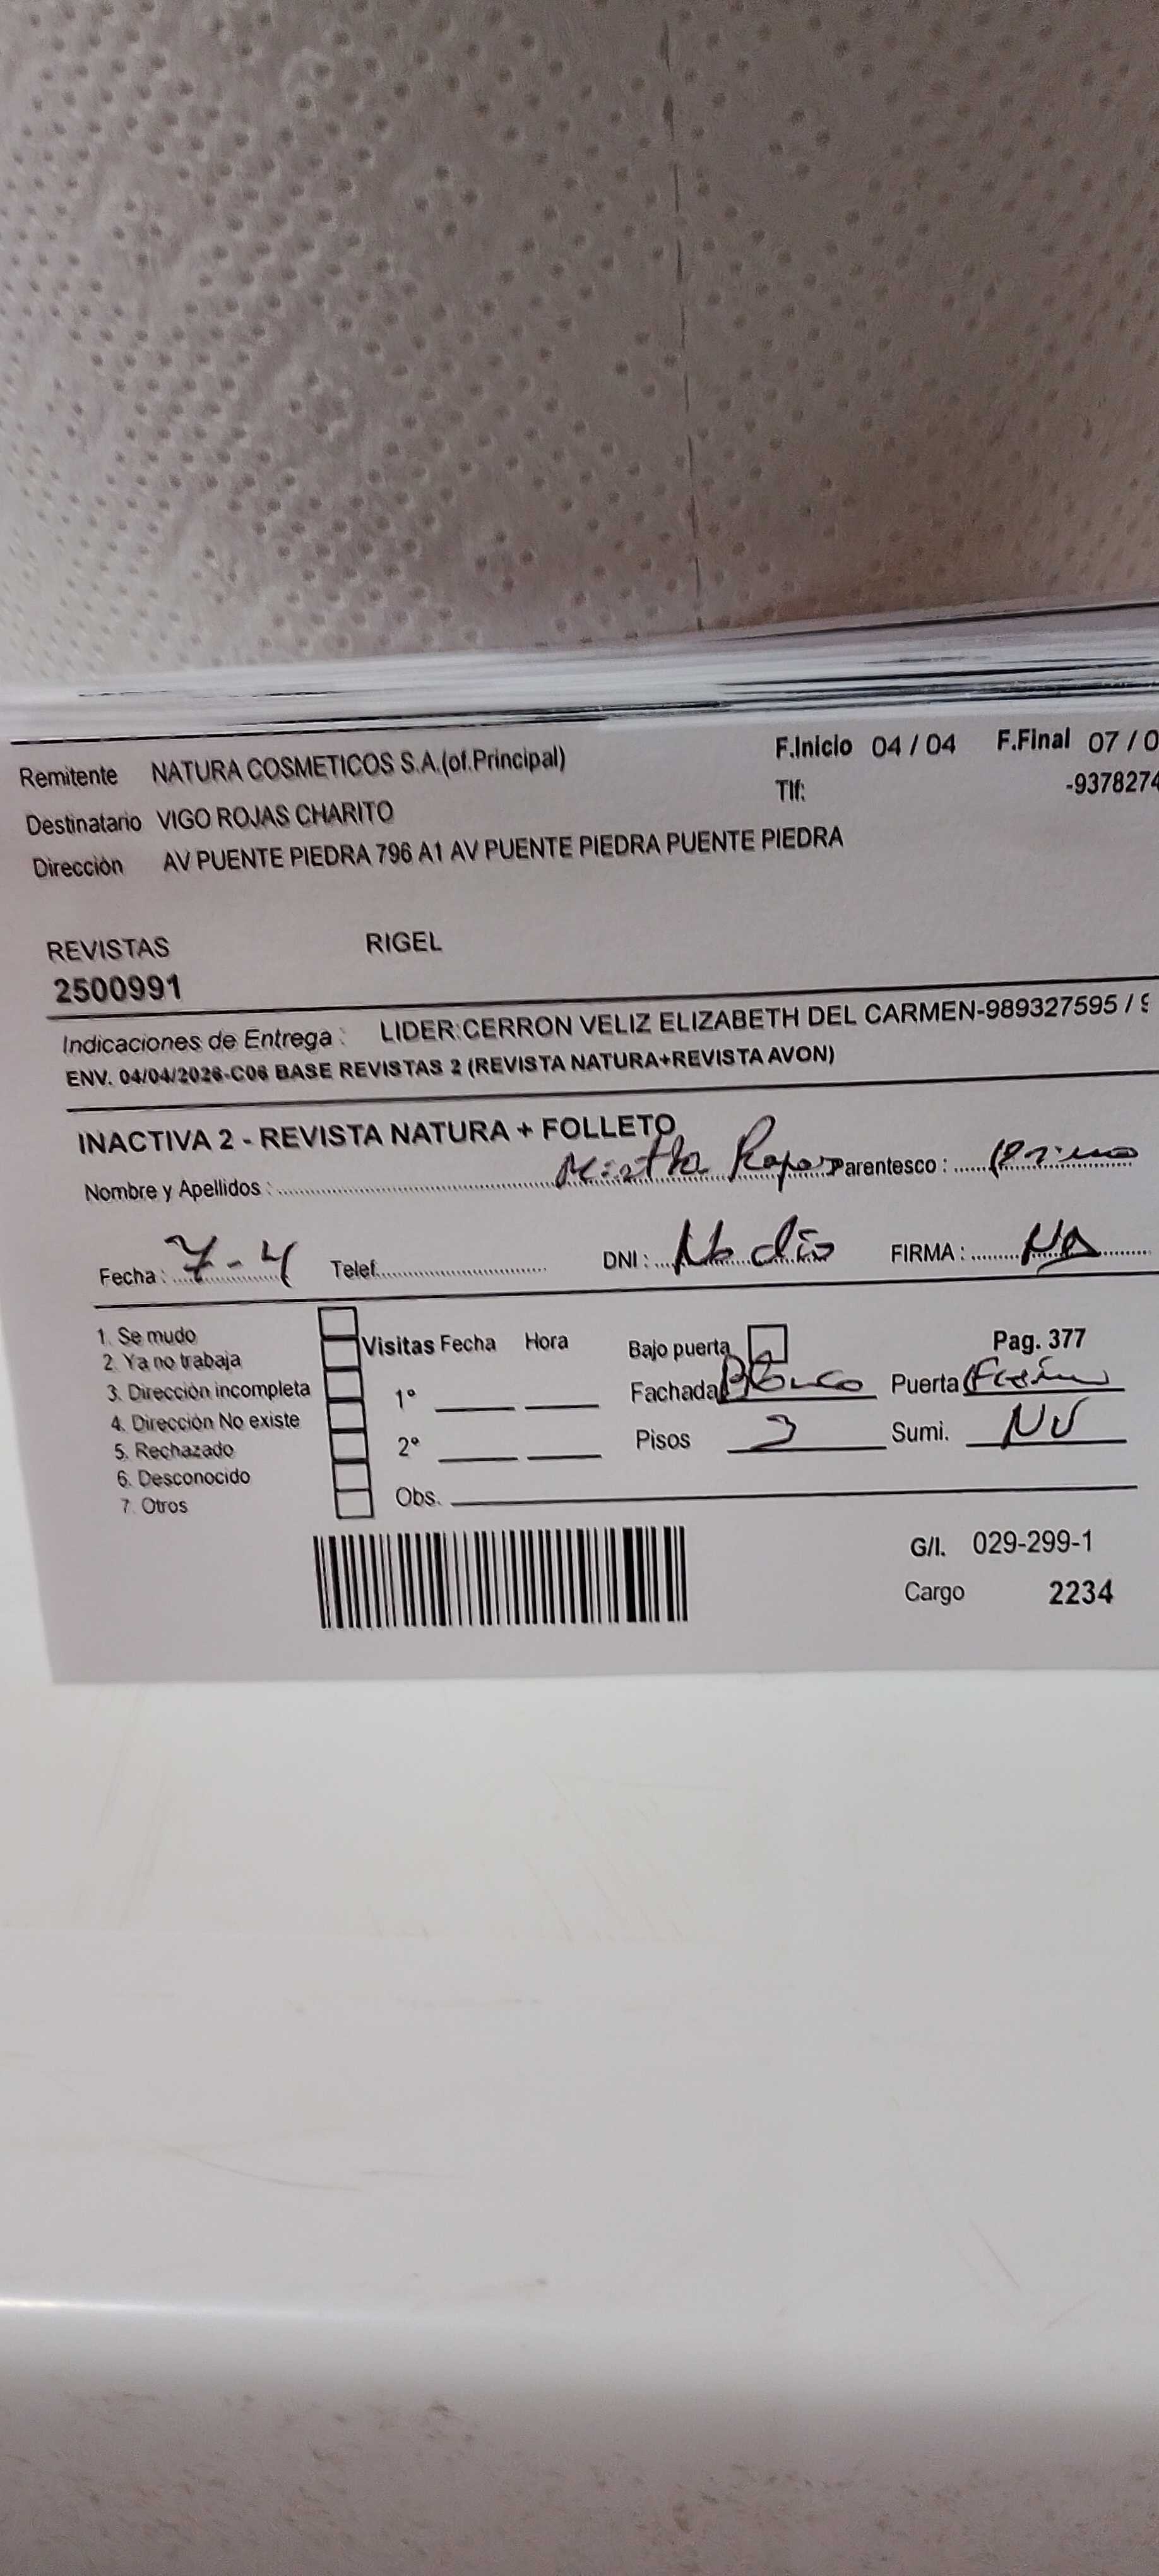 Remitente NATURA COSMETICOS S.A.(of.Principal) F.Inicio 04 / 04 F.Final 07 / 0
Tlf: -9378274
Destinatario VIGO ROJAS CHARITO
Dirección AV PUENTE PIEDRA 796 A1 AV PUENTE PIEDRA PUENTE PIEDRA
REVISTAS RIGEL
2500991
Indicaciones de Entrega : LIDER:CERRON VELIZ ELIZABETH DEL CARMEN-989327595 / 9
ENV. 04/04/2026-C06 BASE REVISTAS 2 (REVISTA NATURA+REVISTA AVON)
INACTIVA 2 - REVISTA NATURA + FOLLETO
Nombre y Apellidos : Mirtha Parentesco :
Fecha : 7-4 Telef. DNI : No dio FIRMA :
1. Se mudo
2. Ya no trabaja
3. Dirección incompleta
4. Dirección No existe
5. Rechazado
6. Desconocido
7. Otros
Visitas Fecha Hora
1°
2°
Obs.
Bajo puerta Pag. 377
Fachada Blanco Puerta
Pisos Sumi.
G/I. 029-299-1
Cargo 2234